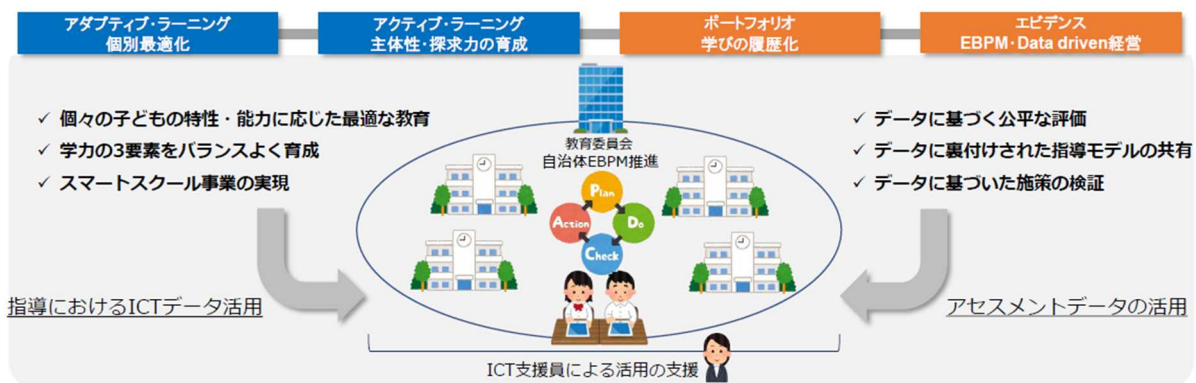 アダプティブ・ラーニング
個別最適化
アクティブ・ラーニング
主体性・探求力の育成
ポートフォリオ
学びの履歴化
エビデンス
EBPM・Data driven経営
✓ 個々の子どもの特性・能力に応じた最適な教育
✓ 学力の3要素をバランスよく育成
✓ スマートスクール事業の実現
指導におけるICTデータ活用
教育委員会
自治体EBPM推進
Plan
Do
Check
Action
✓ データに基づく公平な評価
✓ データに裏付けされた指導モデルの共有
✓ データに基づいた施策の検証
アセスメントデータの活用
ICT支援員による活用の支援